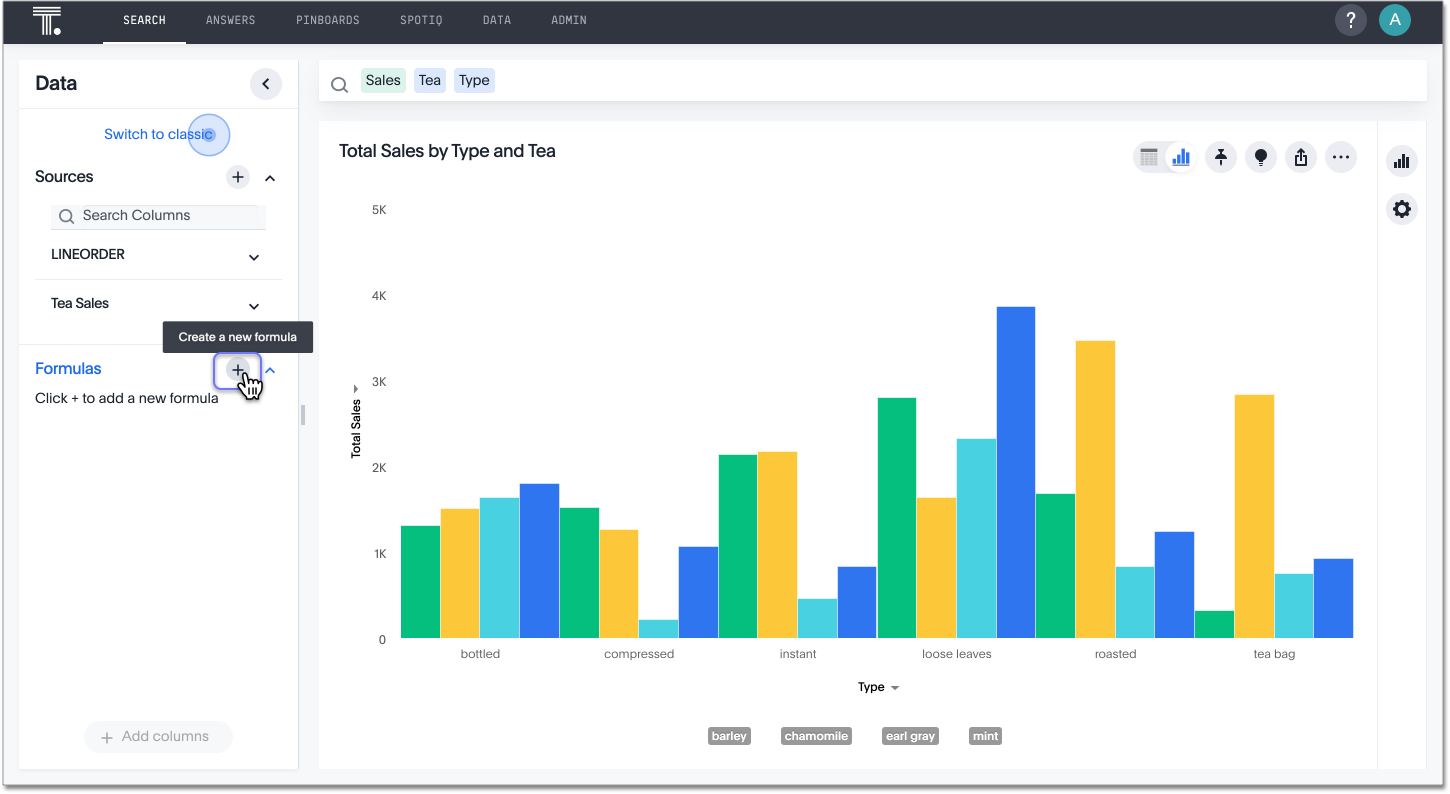 SEARCH ANSWERS PINBOARDS SPOTIQ DATA ADMIN ? A
Data
Switch to classic
Sources
Search Columns
LINEORDER
Tea Sales
Create a new formula
Formulas
Click + to add a new formula
+ Add columns
Sales Tea Type
Total Sales by Type and Tea
5K
4K
3K
2K
1K
0
Total Sales
bottled compressed instant loose leaves roasted tea bag
Type
barley chamomile earl gray mint